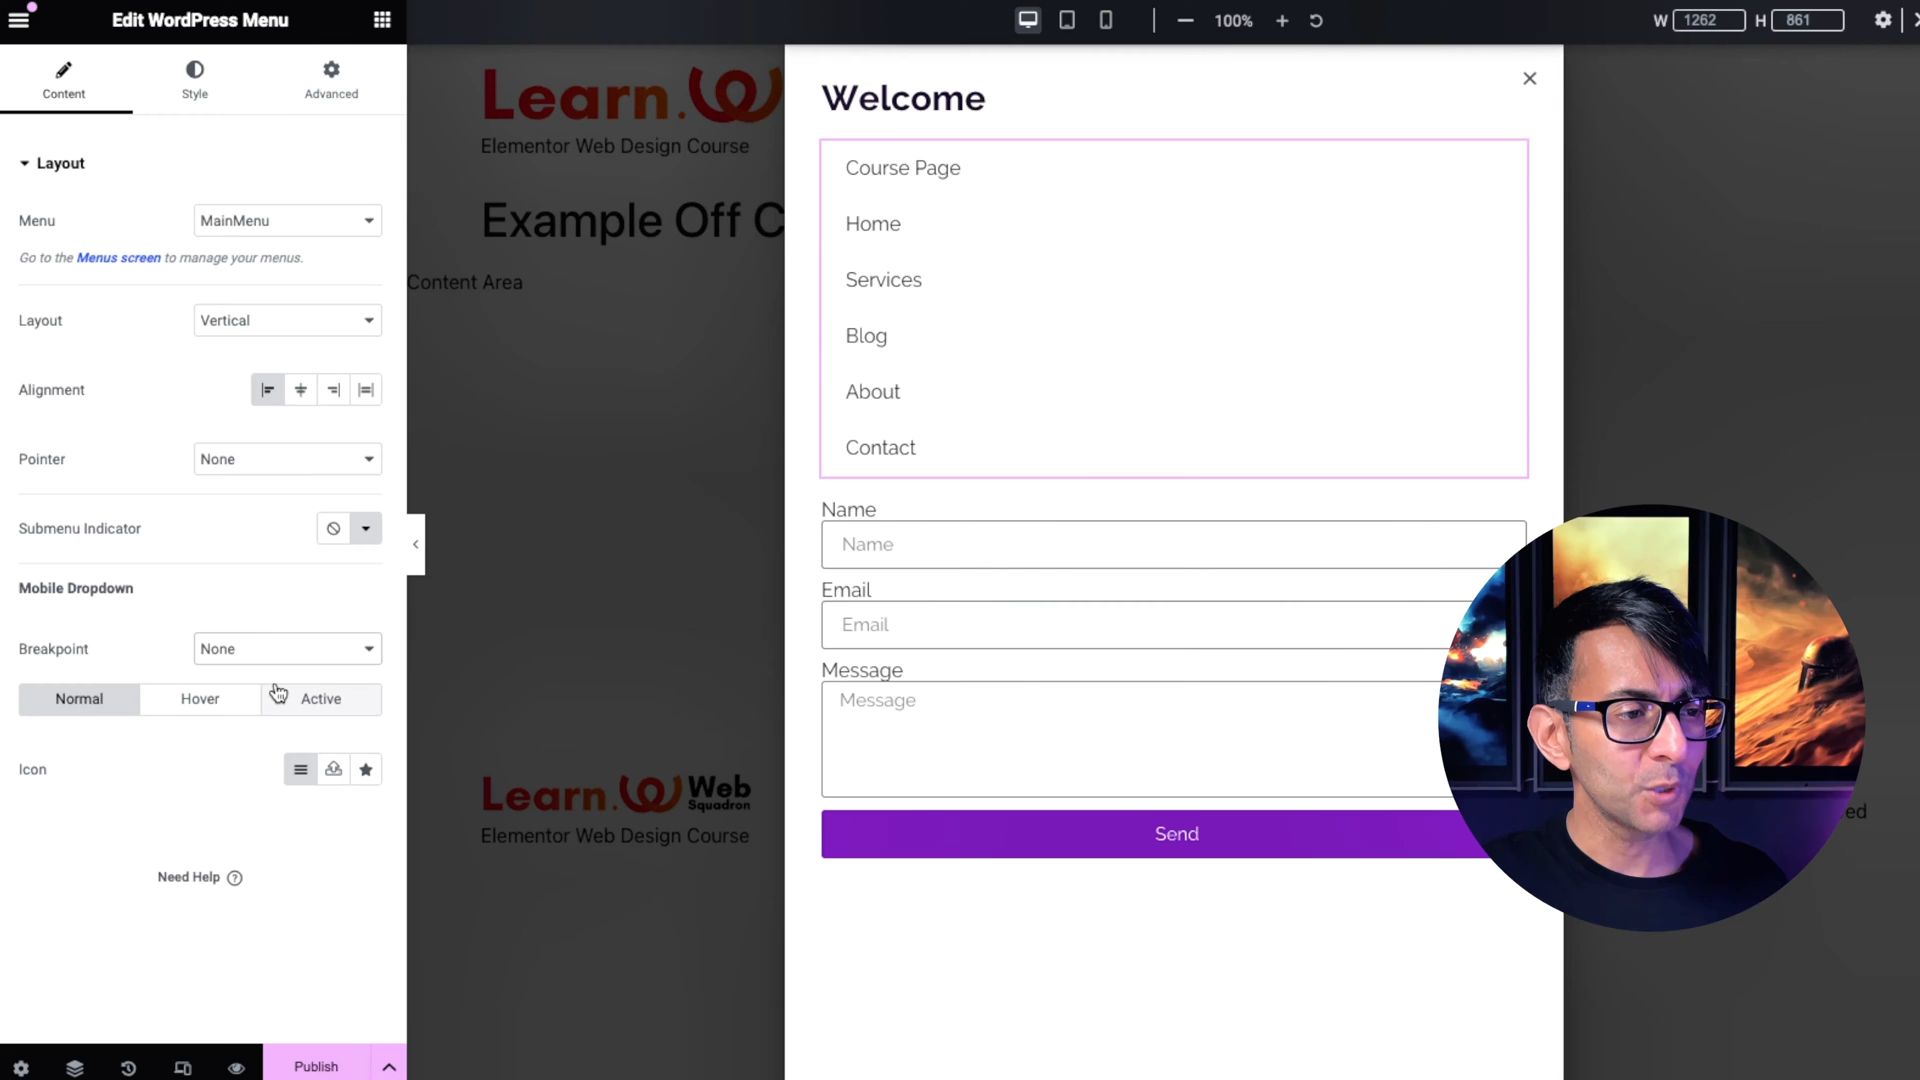 Edit WordPress Menu
100%
W 1262 H 861
Content Style Advanced
Layout
Menu MainMenu
Go to the Menus screen to manage your menus.
Layout Vertical
Alignment
Pointer None
Submenu Indicator
Mobile Dropdown
Breakpoint None
Normal Hover Active
Icon
Need Help
Publish
Learn.
Elementor Web Design Course
Example Off C
Content Area
Learn. Web
Squadron
Elementor Web Design Course
Welcome
Course Page
Home
Services
Blog
About
Contact
Name
Name
Email
Email
Message
Message
Send